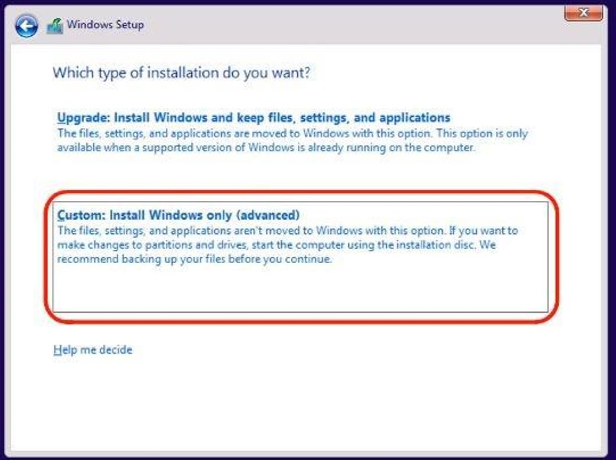 Windows Setup
Which type of installation do you want?
Upgrade: Install Windows and keep files, settings, and applications
The files, settings, and applications are moved to Windows with this option. This option is only
available when a supported version of Windows is already running on the computer.
Custom: Install Windows only (advanced)
The files, settings, and applications aren't moved to Windows with this option. If you want to
make changes to partitions and drives, start the computer using the installation disc. We
recommend backing up your files before you continue.
Help me decide